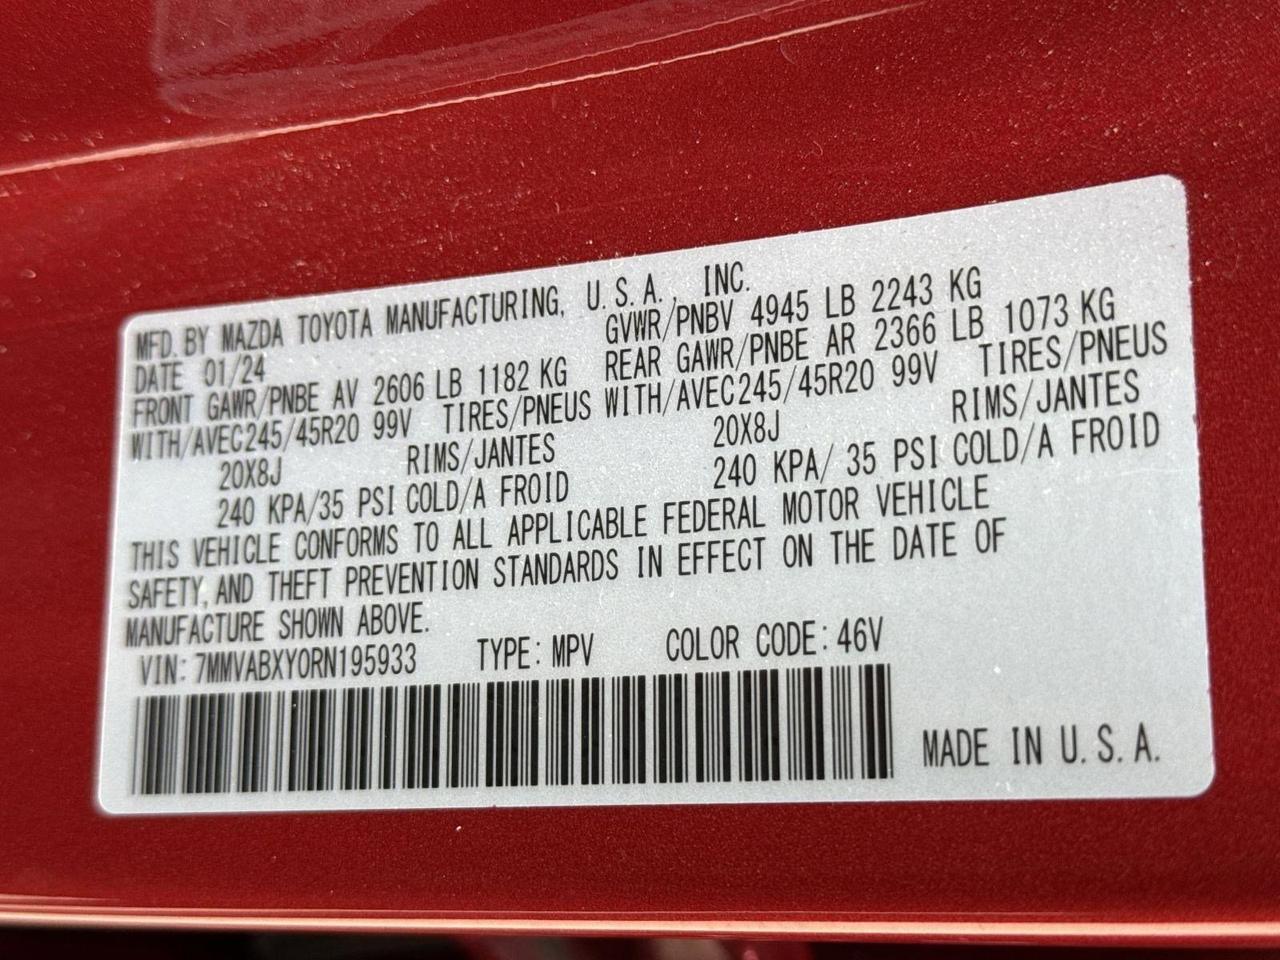 MFD. BY MAZDA TOYOTA MANUFACTURING, U.S.A., INC.
DATE 01/24 GVWR/PNBV 4945 LB 2243 KG
FRONT GAWR/PNBE AV 2606 LB 1182 KG REAR GAWR/PNBE AR 2366 LB 1073 KG
WITH/AVEC245/45R20 99V TIRES/PNEUS WITH/AVEC245/45R20 99V TIRES/PNEUS
20X8J RIMS/JANTES 20X8J RIMS/JANTES
240 KPA/35 PSI COLD/A FROID 240 KPA/ 35 PSI COLD/A FROID
THIS VEHICLE CONFORMS TO ALL APPLICABLE FEDERAL MOTOR VEHICLE
SAFETY, AND THEFT PREVENTION STANDARDS IN EFFECT ON THE DATE OF
MANUFACTURE SHOWN ABOVE.
VIN: 7MMVABXY0RN195933 TYPE: MPV COLOR CODE: 46V
MADE IN U.S.A.